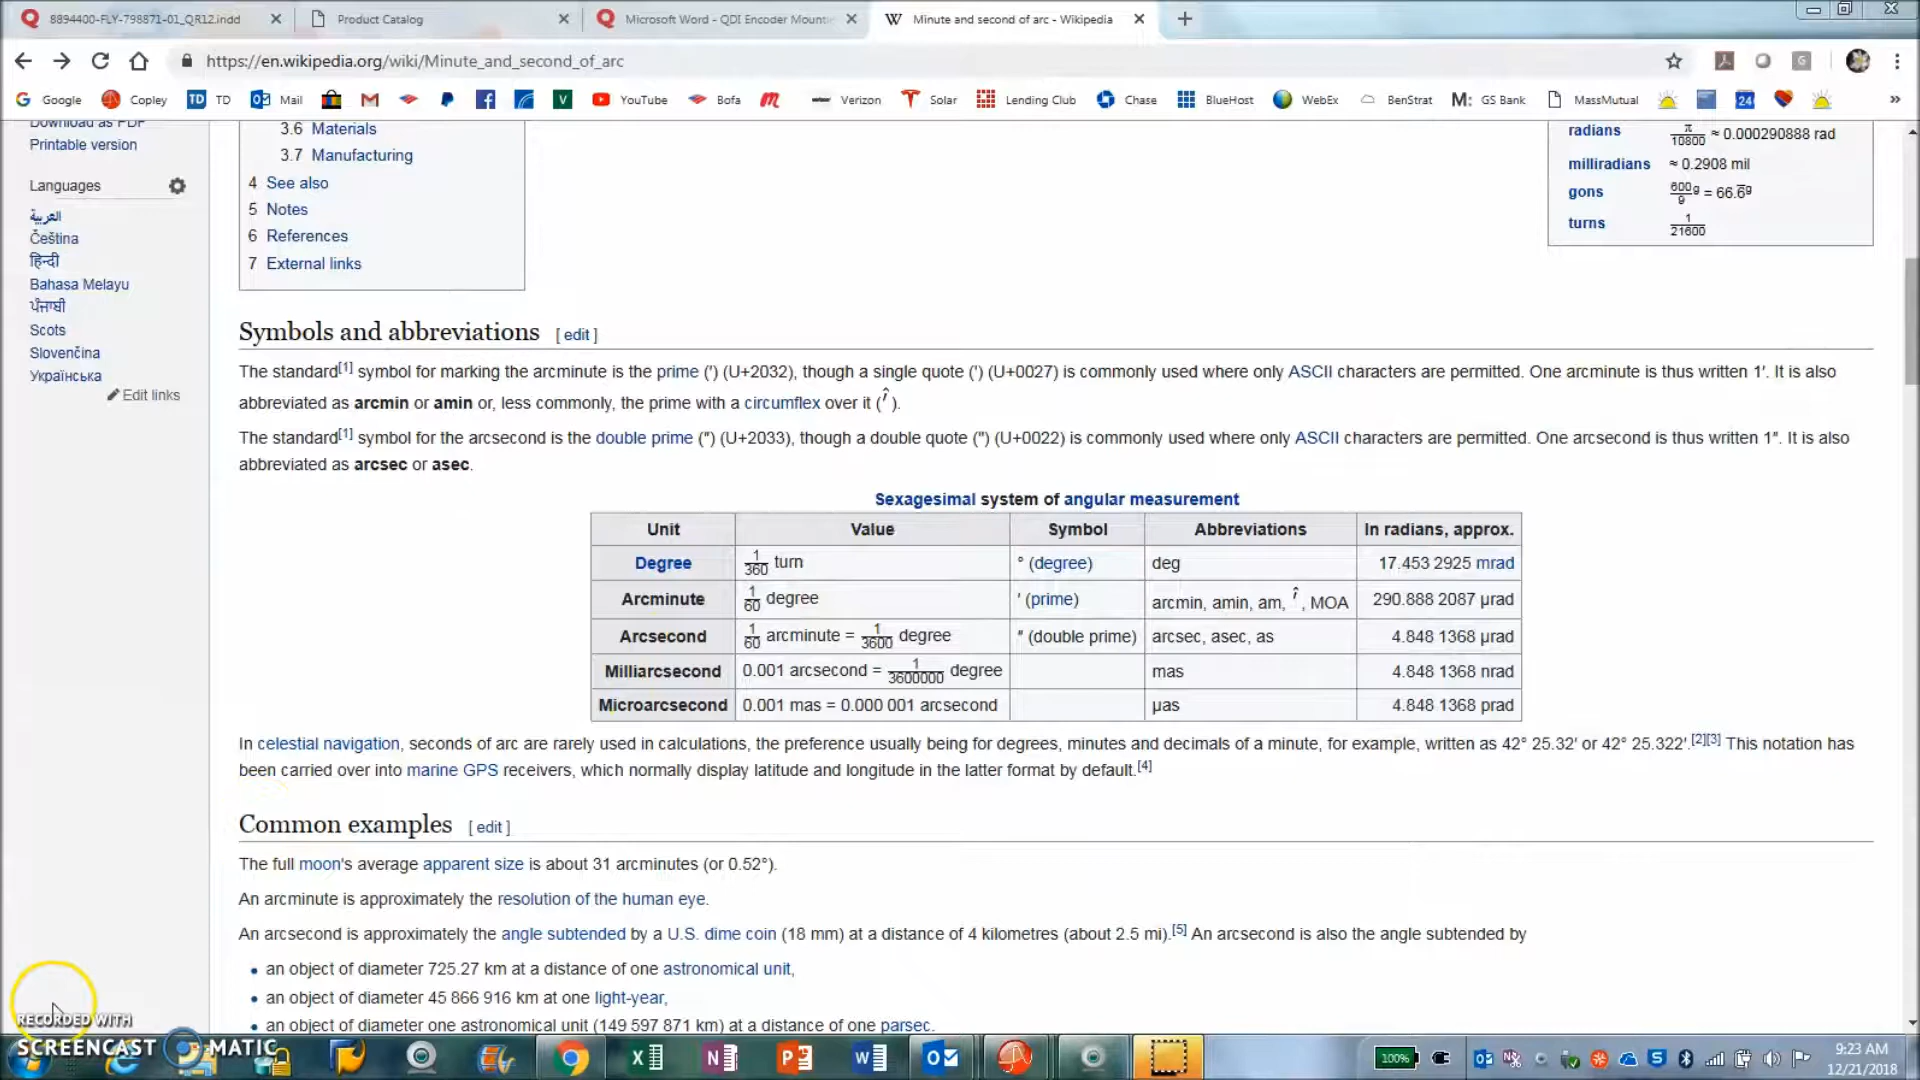 8894400-FLY-798871-01_QR12.indd
Product Catalog
Microsoft Word - QDI Encoder Mounti
Minute and second of arc - Wikipedia
https://en.wikipedia.org/wiki/Minute_and_second_of_arc
Google Copley TD TD Mail YouTube Bofa Verizon Solar Lending Club Chase BlueHost WebEx BenStrat M: GS Bank MassMutual 24 »
Download as PDF
Printable version
Languages
العربية
Čeština
हिन्दी
Bahasa Melayu
ਪੰਜਾਬੀ
Scots
Slovenčina
Українська
Edit links
3.6 Materials
3.7 Manufacturing
4 See also
5 Notes
6 References
7 External links
radians π/10800 ≈ 0.000290888 rad
milliradians ≈ 0.2908 mil
gons 600/9 g = 66.6̅g
turns 1/21600
Symbols and abbreviations [ edit ]
The standard[1] symbol for marking the arcminute is the prime (′) (U+2032), though a single quote (') (U+0027) is commonly used where only ASCII characters are permitted. One arcminute is thus written 1′. It is also
abbreviated as arcmin or amin or, less commonly, the prime with a circumflex over it (′̂).
The standard[1] symbol for the arcsecond is the double prime (″) (U+2033), though a double quote (") (U+0022) is commonly used where only ASCII characters are permitted. One arcsecond is thus written 1″. It is also
abbreviated as arcsec or asec.
Sexagesimal system of angular measurement
Unit Value Symbol Abbreviations In radians, approx.
Degree 1/360 turn ° (degree) deg 17.453 2925 mrad
Arcminute 1/60 degree ′ (prime) arcmin, amin, am, ′̂, MOA 290.888 2087 μrad
Arcsecond 1/60 arcminute = 1/3600 degree ″ (double prime) arcsec, asec, as 4.848 1368 μrad
Milliarcsecond 0.001 arcsecond = 1/3600000 degree mas 4.848 1368 nrad
Microarcsecond 0.001 mas = 0.000 001 arcsecond μas 4.848 1368 prad
In celestial navigation, seconds of arc are rarely used in calculations, the preference usually being for degrees, minutes and decimals of a minute, for example, written as 42° 25.32′ or 42° 25.322′.[2][3] This notation has
been carried over into marine GPS receivers, which normally display latitude and longitude in the latter format by default.[4]
Common examples [ edit ]
The full moon's average apparent size is about 31 arcminutes (or 0.52°).
An arcminute is approximately the resolution of the human eye.
An arcsecond is approximately the angle subtended by a U.S. dime coin (18 mm) at a distance of 4 kilometres (about 2.5 mi).[5] An arcsecond is also the angle subtended by
• an object of diameter 725.27 km at a distance of one astronomical unit,
• an object of diameter 45 866 916 km at one light-year,
• an object of diameter one astronomical unit (149 597 871 km) at a distance of one parsec.
RECORDED WITH
SCREENCAST MATIC
100%
9:23 AM
12/21/2018